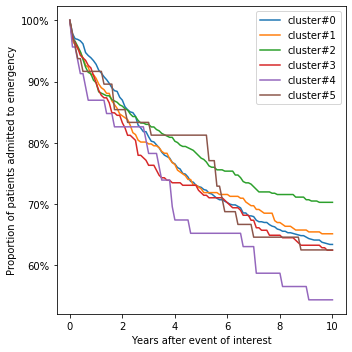 100%
90%
80%
70%
60%
Proportion of patients admitted to emergency
cluster#0
cluster#1
cluster#2
cluster#3
cluster#4
cluster#5
0
2
4
6
8
10
Years after event of interest